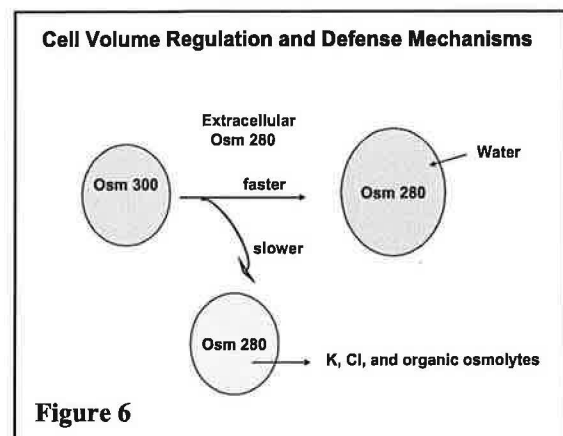 Cell Volume Regulation and Defense Mechanisms
Extracellular
Osm 280
Osm 300
faster
Osm 280
Water
slower
Osm 280
K, Cl, and organic osmolytes
Figure 6